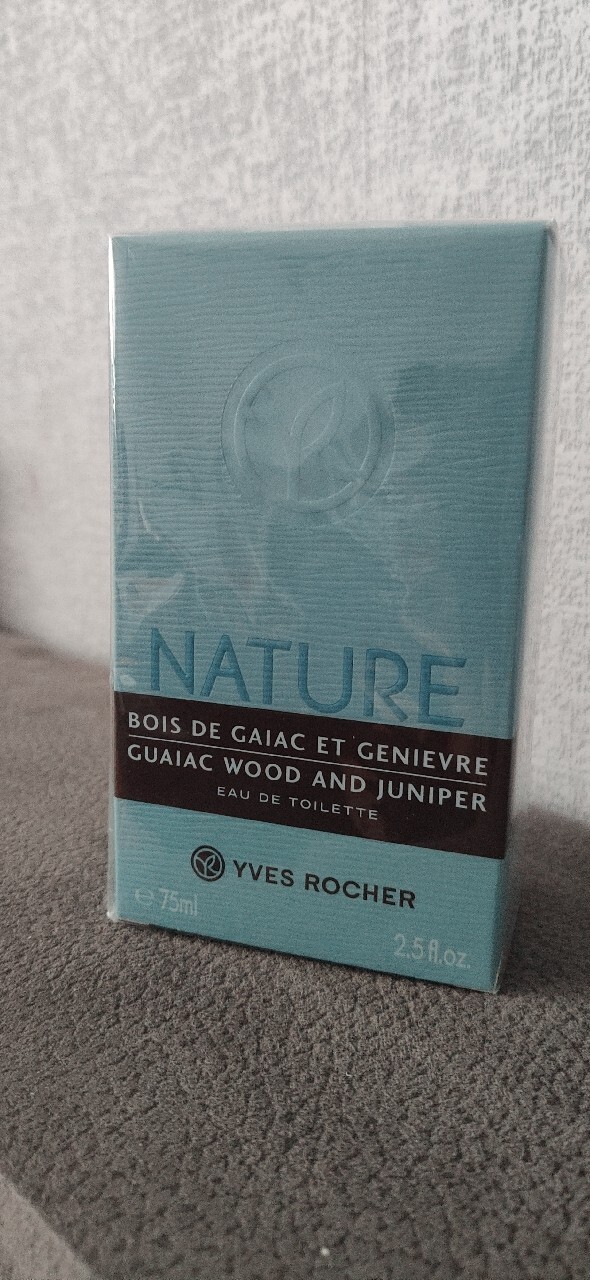 NATURE
BOIS DE GAIAC ET GENIEVRE
GUAIAC WOOD AND JUNIPER
EAU DE TOILETTE
YVES ROCHER
℮ 75ml
2.5 fl.oz.